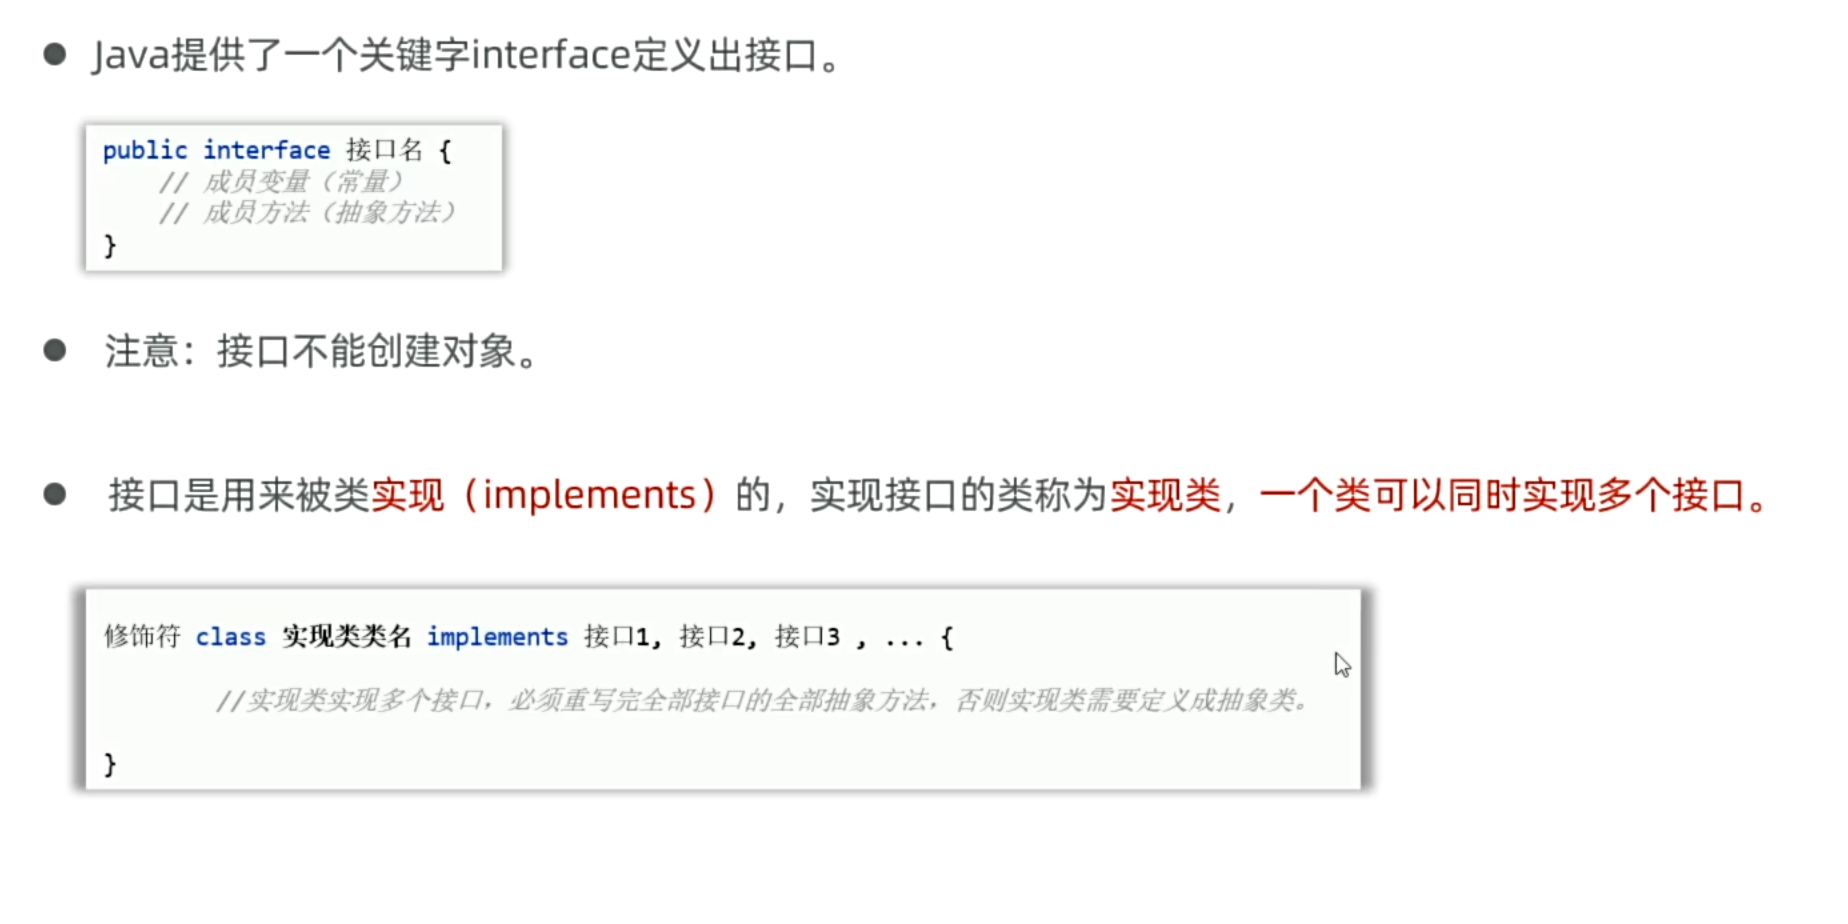 Java提供了一个关键字interface定义出接口。
public interface 接口名 {
// 成员变量（常量）
// 成员方法（抽象方法）
}
注意：接口不能创建对象。
接口是用来被类实现（implements）的，实现接口的类称为实现类，一个类可以同时实现多个接口。
修饰符 class 实现类类名 implements 接口1, 接口2, 接口3 , ... {
//实现类实现多个接口，必须重写完全部接口的全部抽象方法，否则实现类需要定义成抽象类。
}